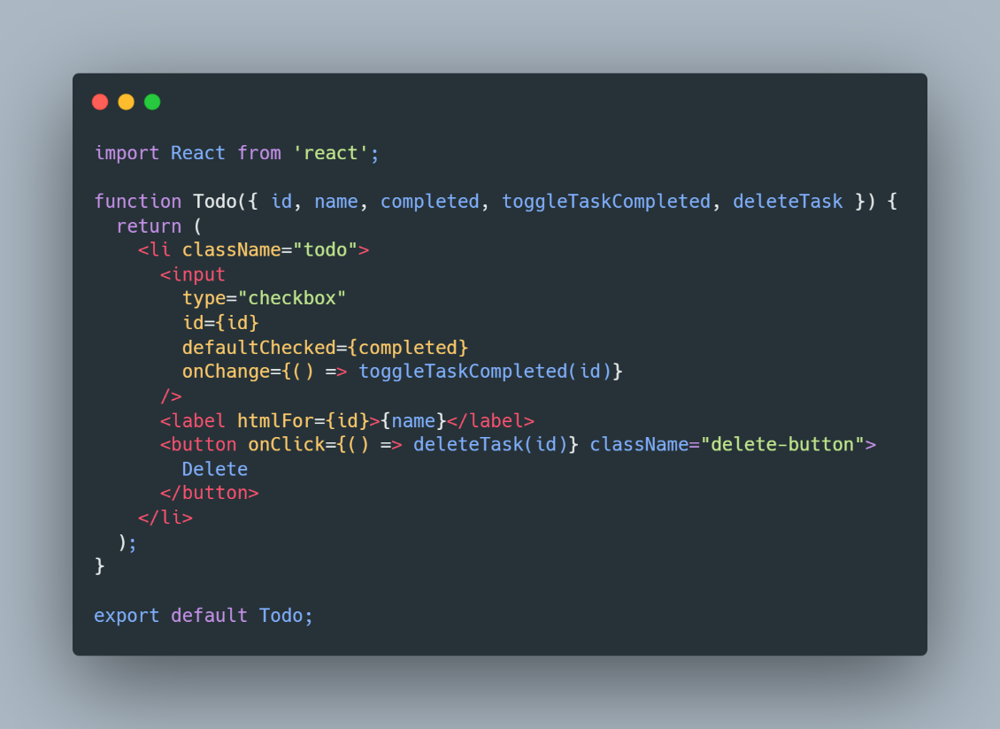 import React from 'react';

function Todo({ id, name, completed, toggleTaskCompleted, deleteTask }) {
  return (
    <li className="todo">
      <input
        type="checkbox"
        id={id}
        defaultChecked={completed}
        onChange={() => toggleTaskCompleted(id)}
      />
      <label htmlFor={id}>{name}</label>
      <button onClick={() => deleteTask(id)} className="delete-button">
        Delete
      </button>
    </li>
  );
}

export default Todo;